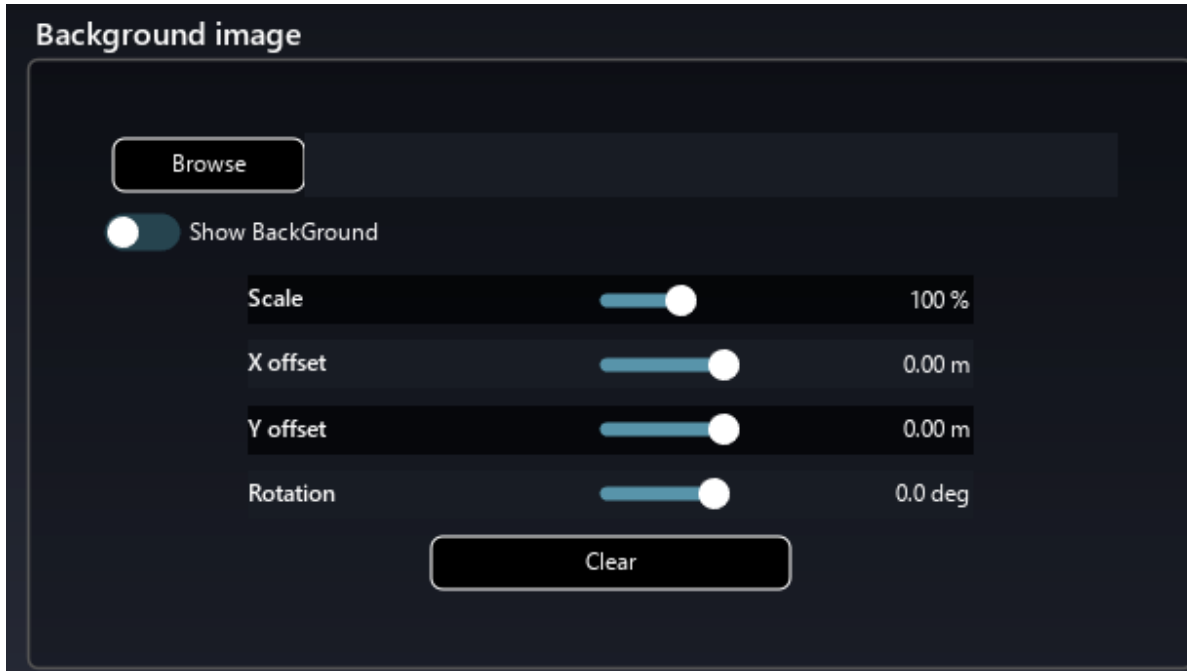 Background image
Browse
Show BackGround
Scale 100 %
X offset 0.00 m
Y offset 0.00 m
Rotation 0.0 deg
Clear